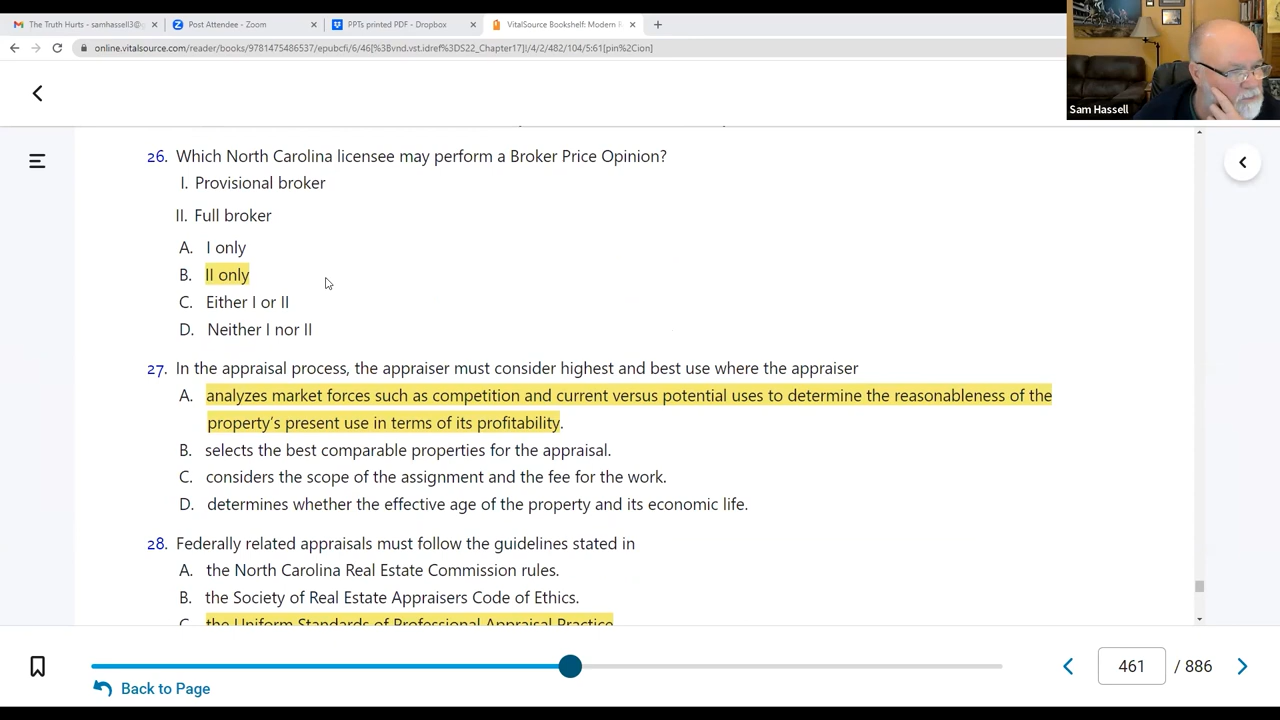 The Truth Hurts - samhassell3@g
Post Attendee - Zoom
PPTs printed PDF - Dropbox
VitalSource Bookshelf: Modern R
online.vitalsource.com/reader/books/9781475486537/epubcfi/6/46[%3Bvnd.vst.idref%3DS22_Chapter17]!/4/2/482/104/5:61[pin%2Cion]
Sam Hassell
26. Which North Carolina licensee may perform a Broker Price Opinion?
I. Provisional broker
II. Full broker
A. I only
B. II only
C. Either I or II
D. Neither I nor II
27. In the appraisal process, the appraiser must consider highest and best use where the appraiser
A. analyzes market forces such as competition and current versus potential uses to determine the reasonableness of the
property's present use in terms of its profitability.
B. selects the best comparable properties for the appraisal.
C. considers the scope of the assignment and the fee for the work.
D. determines whether the effective age of the property and its economic life.
28. Federally related appraisals must follow the guidelines stated in
A. the North Carolina Real Estate Commission rules.
B. the Society of Real Estate Appraisers Code of Ethics.
C. the Uniform Standards of Professional Appraisal Practice
461 / 886
Back to Page